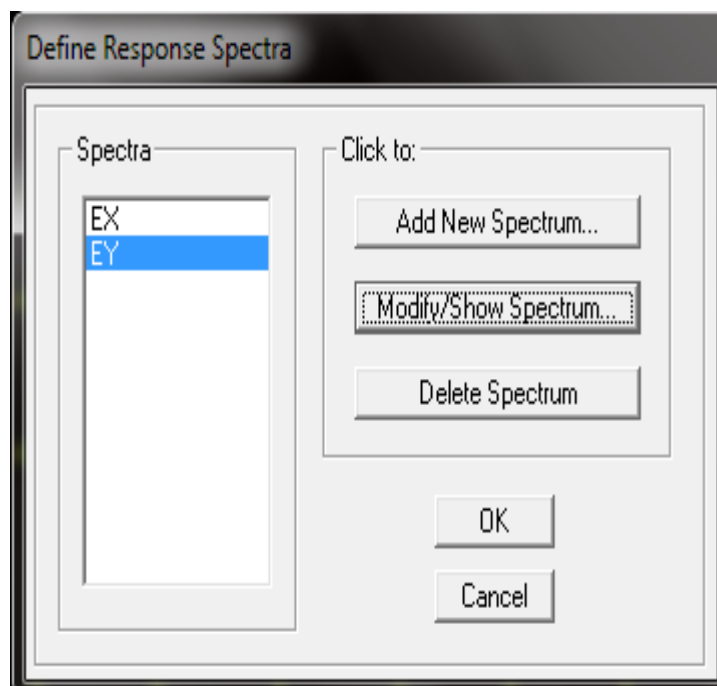 Define Response Spectra
Spectra
EX
EY
Click to:
Add New Spectrum...
Modify/Show Spectrum...
Delete Spectrum
OK
Cancel